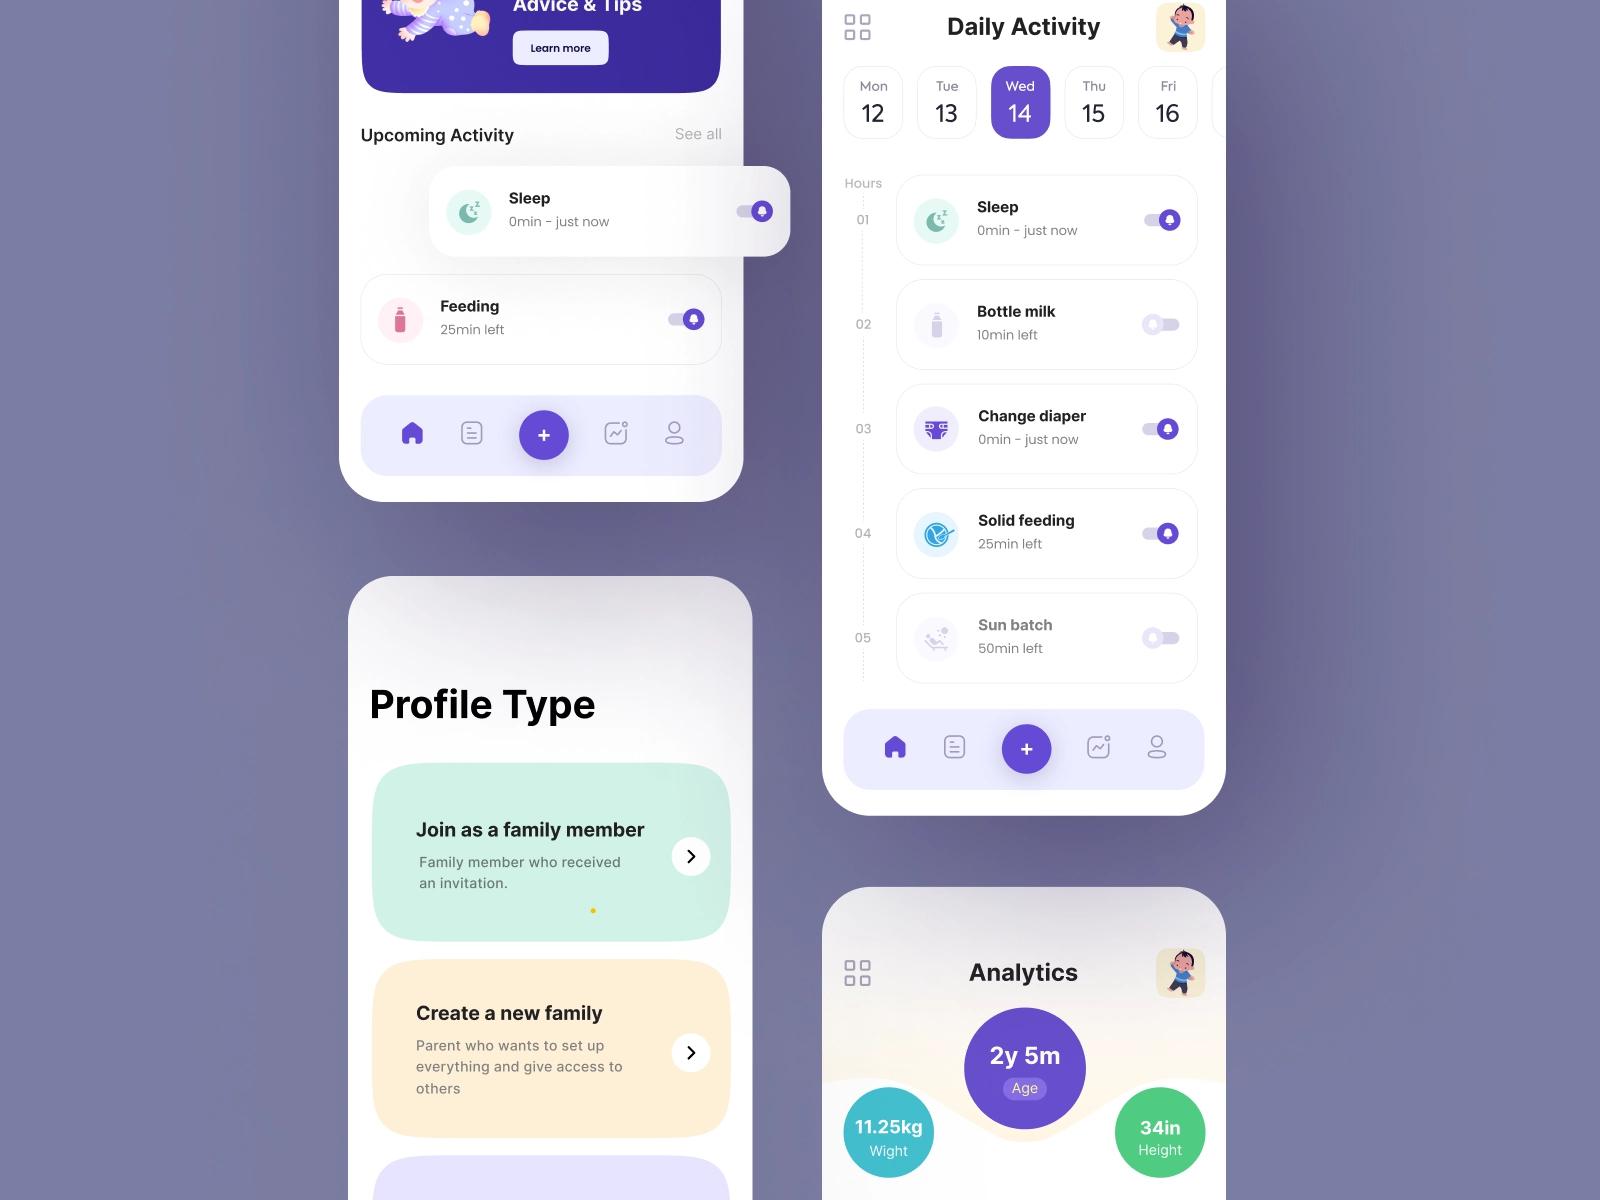 Advice & Tips
Learn more
Upcoming Activity
See all
Sleep
0min - just now
Feeding
25min left
+
Profile Type
Join as a family member
Family member who received
an invitation.
Create a new family
Parent who wants to set up
everything and give access to
others
Daily Activity
Mon
12
Tue
13
Wed
14
Thu
15
Fri
16
Hours
01
Sleep
0min - just now
02
Bottle milk
10min left
03
Change diaper
0min - just now
04
Solid feeding
25min left
05
Sun batch
50min left
+
Analytics
2y 5m
Age
11.25kg
Wight
34in
Height